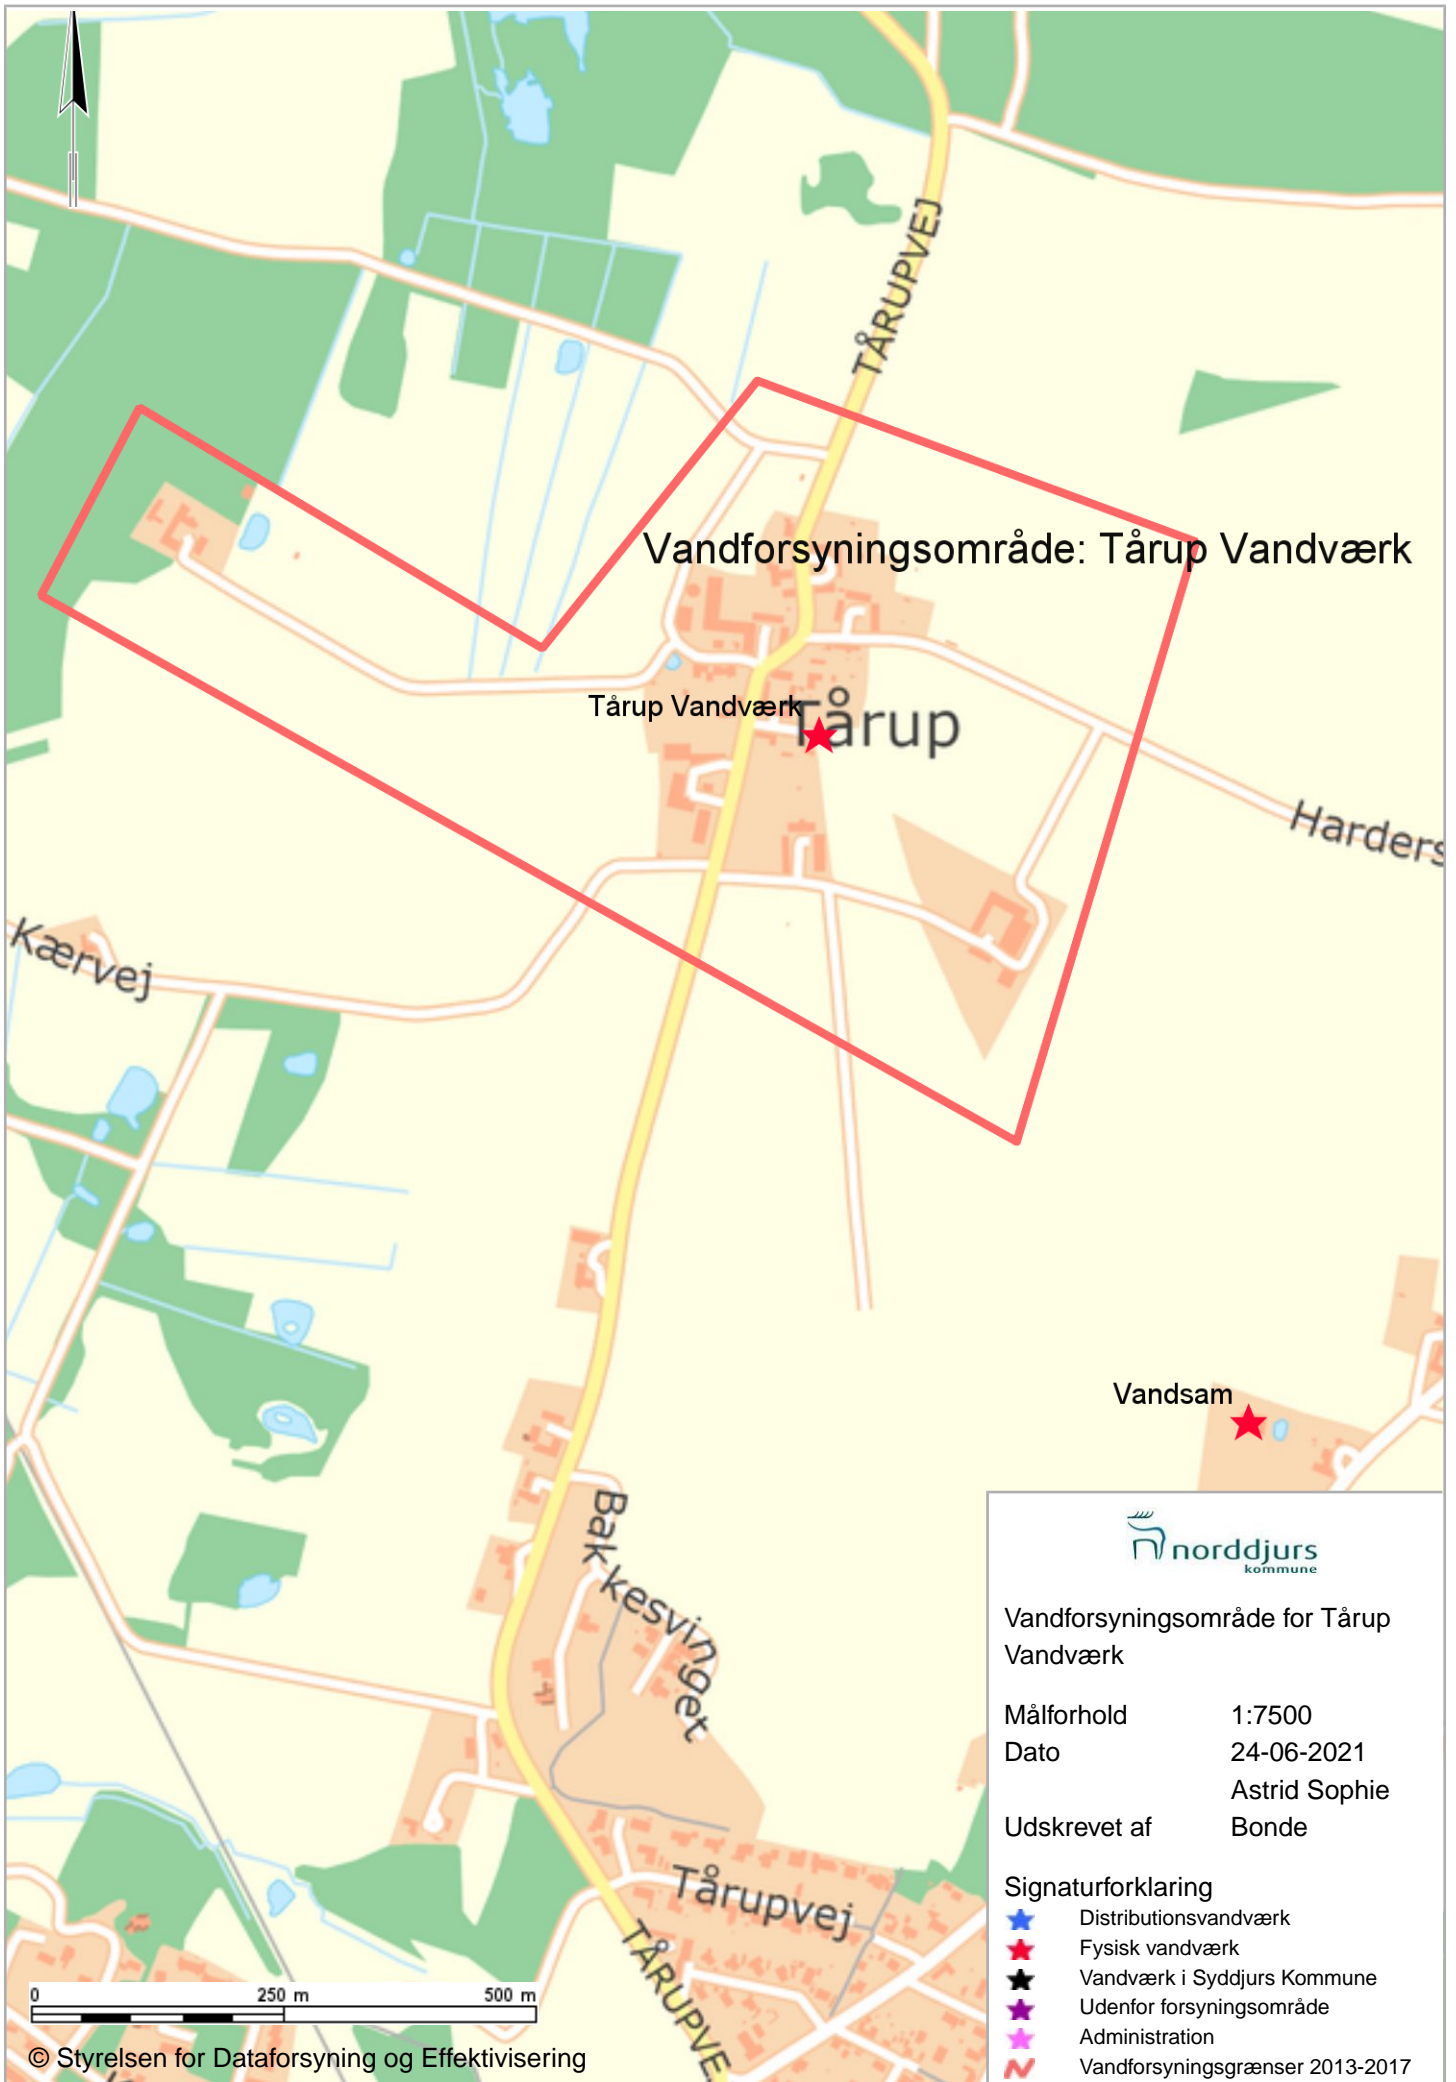 TÅRUPVEJ
Vandforsyningsområde: Tårup Vandværk
Tårup Vandværk
Tårup
Harders
Kærvej
Vandsam
Bakkesvinget
norddjurs
kommune
Vandforsyningsområde for Tårup
Vandværk
Målforhold 1:7500
Dato 24-06-2021
Astrid Sophie
Udskrevet af Bonde
Signaturforklaring
Distributionsvandværk
Fysisk vandværk
Vandværk i Syddjurs Kommune
Udenfor forsyningsområde
Administration
Vandforsyningsgrænser 2013-2017
Tårupvej
TÅRUPVE
0 250 m 500 m
© Styrelsen for Dataforsyning og Effektivisering